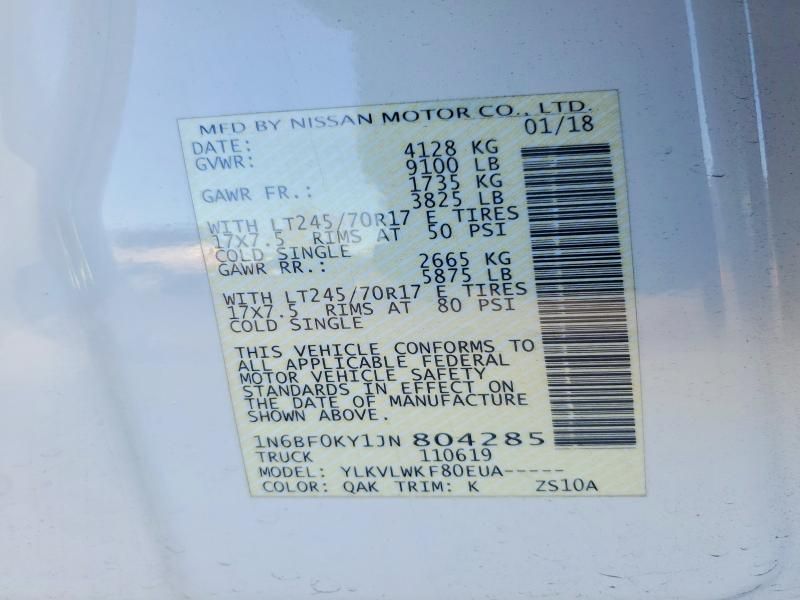 MFD BY NISSAN MOTOR CO., LTD.
DATE: 01/18
GVWR: 4128 KG
9100 LB
GAWR FR.: 1735 KG
3825 LB
WITH LT245/70R17 E TIRES
17X7.5 RIMS AT 50 PSI
COLD SINGLE
GAWR RR.: 2665 KG
5875 LB
WITH LT245/70R17 E TIRES
17X7.5 RIMS AT 80 PSI
COLD SINGLE
THIS VEHICLE CONFORMS TO
ALL APPLICABLE FEDERAL
MOTOR VEHICLE SAFETY
STANDARDS IN EFFECT ON
THE DATE OF MANUFACTURE
SHOWN ABOVE.
1N6BF0KY1JN 804285
TRUCK 110619
MODEL: YLKVLWKF80EUA-----
COLOR: QAK TRIM: K ZS10A